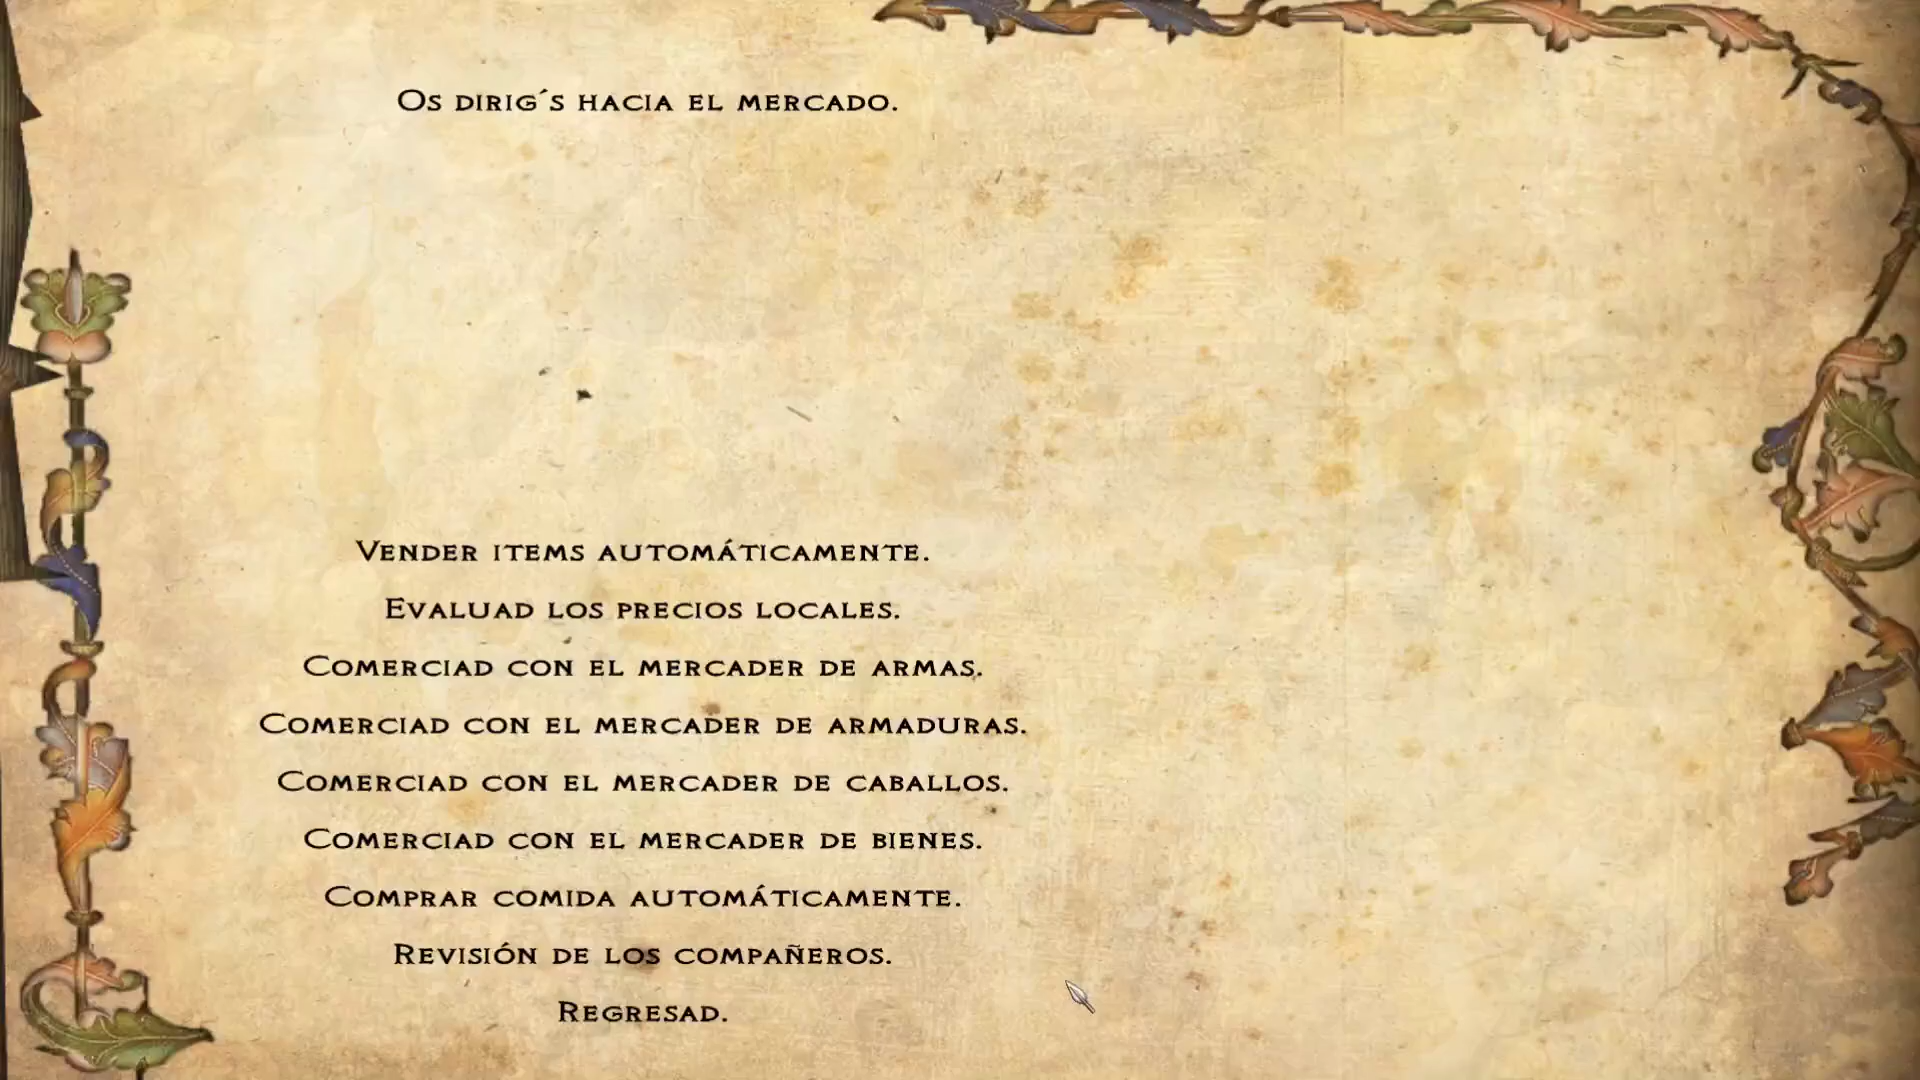 Os dirig´s hacia el mercado.
Vender items automáticamente.
Evaluad los precios locales.
Comerciad con el mercader de armas.
Comerciad con el mercader de armaduras.
Comerciad con el mercader de caballos.
Comerciad con el mercader de bienes.
Comprar comida automáticamente.
Revisión de los compañeros.
Regresad.